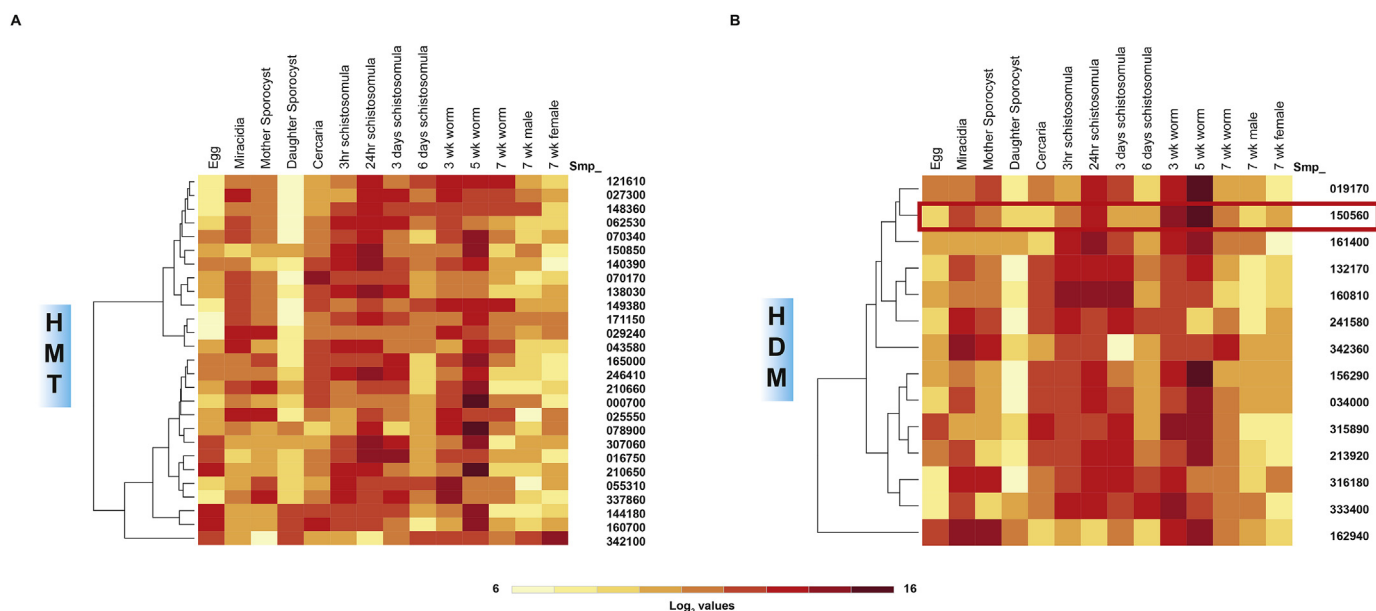 A
B
Egg
Miracidia
Mother Sporocyst
Daughter Sporocyst
Cercaria
3hr schistosomula
24hr schistosomula
3 days schistosomula
6 days schistosomula
3 wk worm
5 wk worm
7 wk worm
7 wk male
7 wk female
Smp_
121610
027300
148360
062530
070340
150850
140390
070170
138030
149380
171150
029240
043580
165000
246410
210660
000700
025550
078900
307060
016750
210650
055310
337860
144180
160700
342100
H
M
T
Egg
Miracidia
Mother Sporocyst
Daughter Sporocyst
Cercaria
3hr schistosomula
24hr schistosomula
3 days schistosomula
6 days schistosomula
3 wk worm
5 wk worm
7 wk worm
7 wk male
7 wk female
Smp_
019170
150560
161400
132170
160810
241580
342360
156290
034000
315890
213920
316180
333400
162940
H
D
M
6 16
Log₂ values